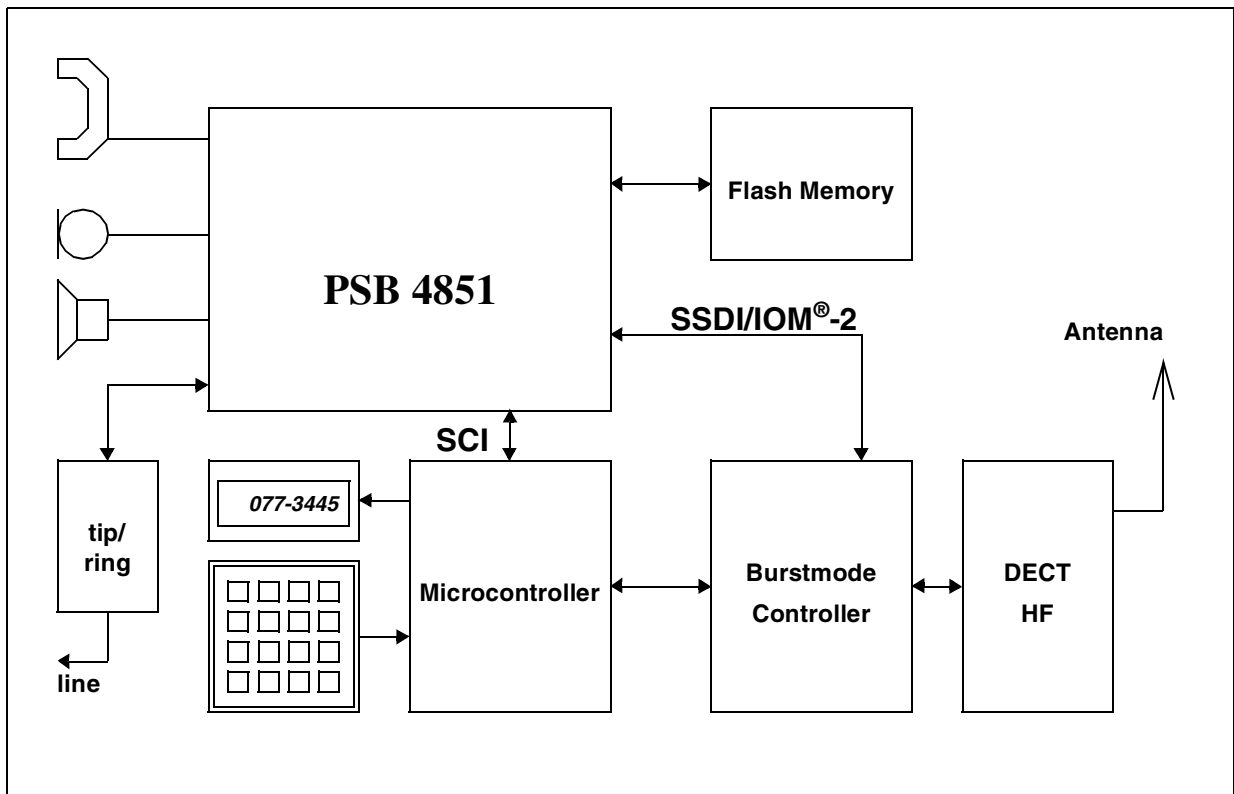 Flash Memory
PSB 4851
SSDI/IOM®-2
Antenna
SCI
077-3445
tip/
ring
Microcontroller
Burstmode
Controller
DECT
HF
line